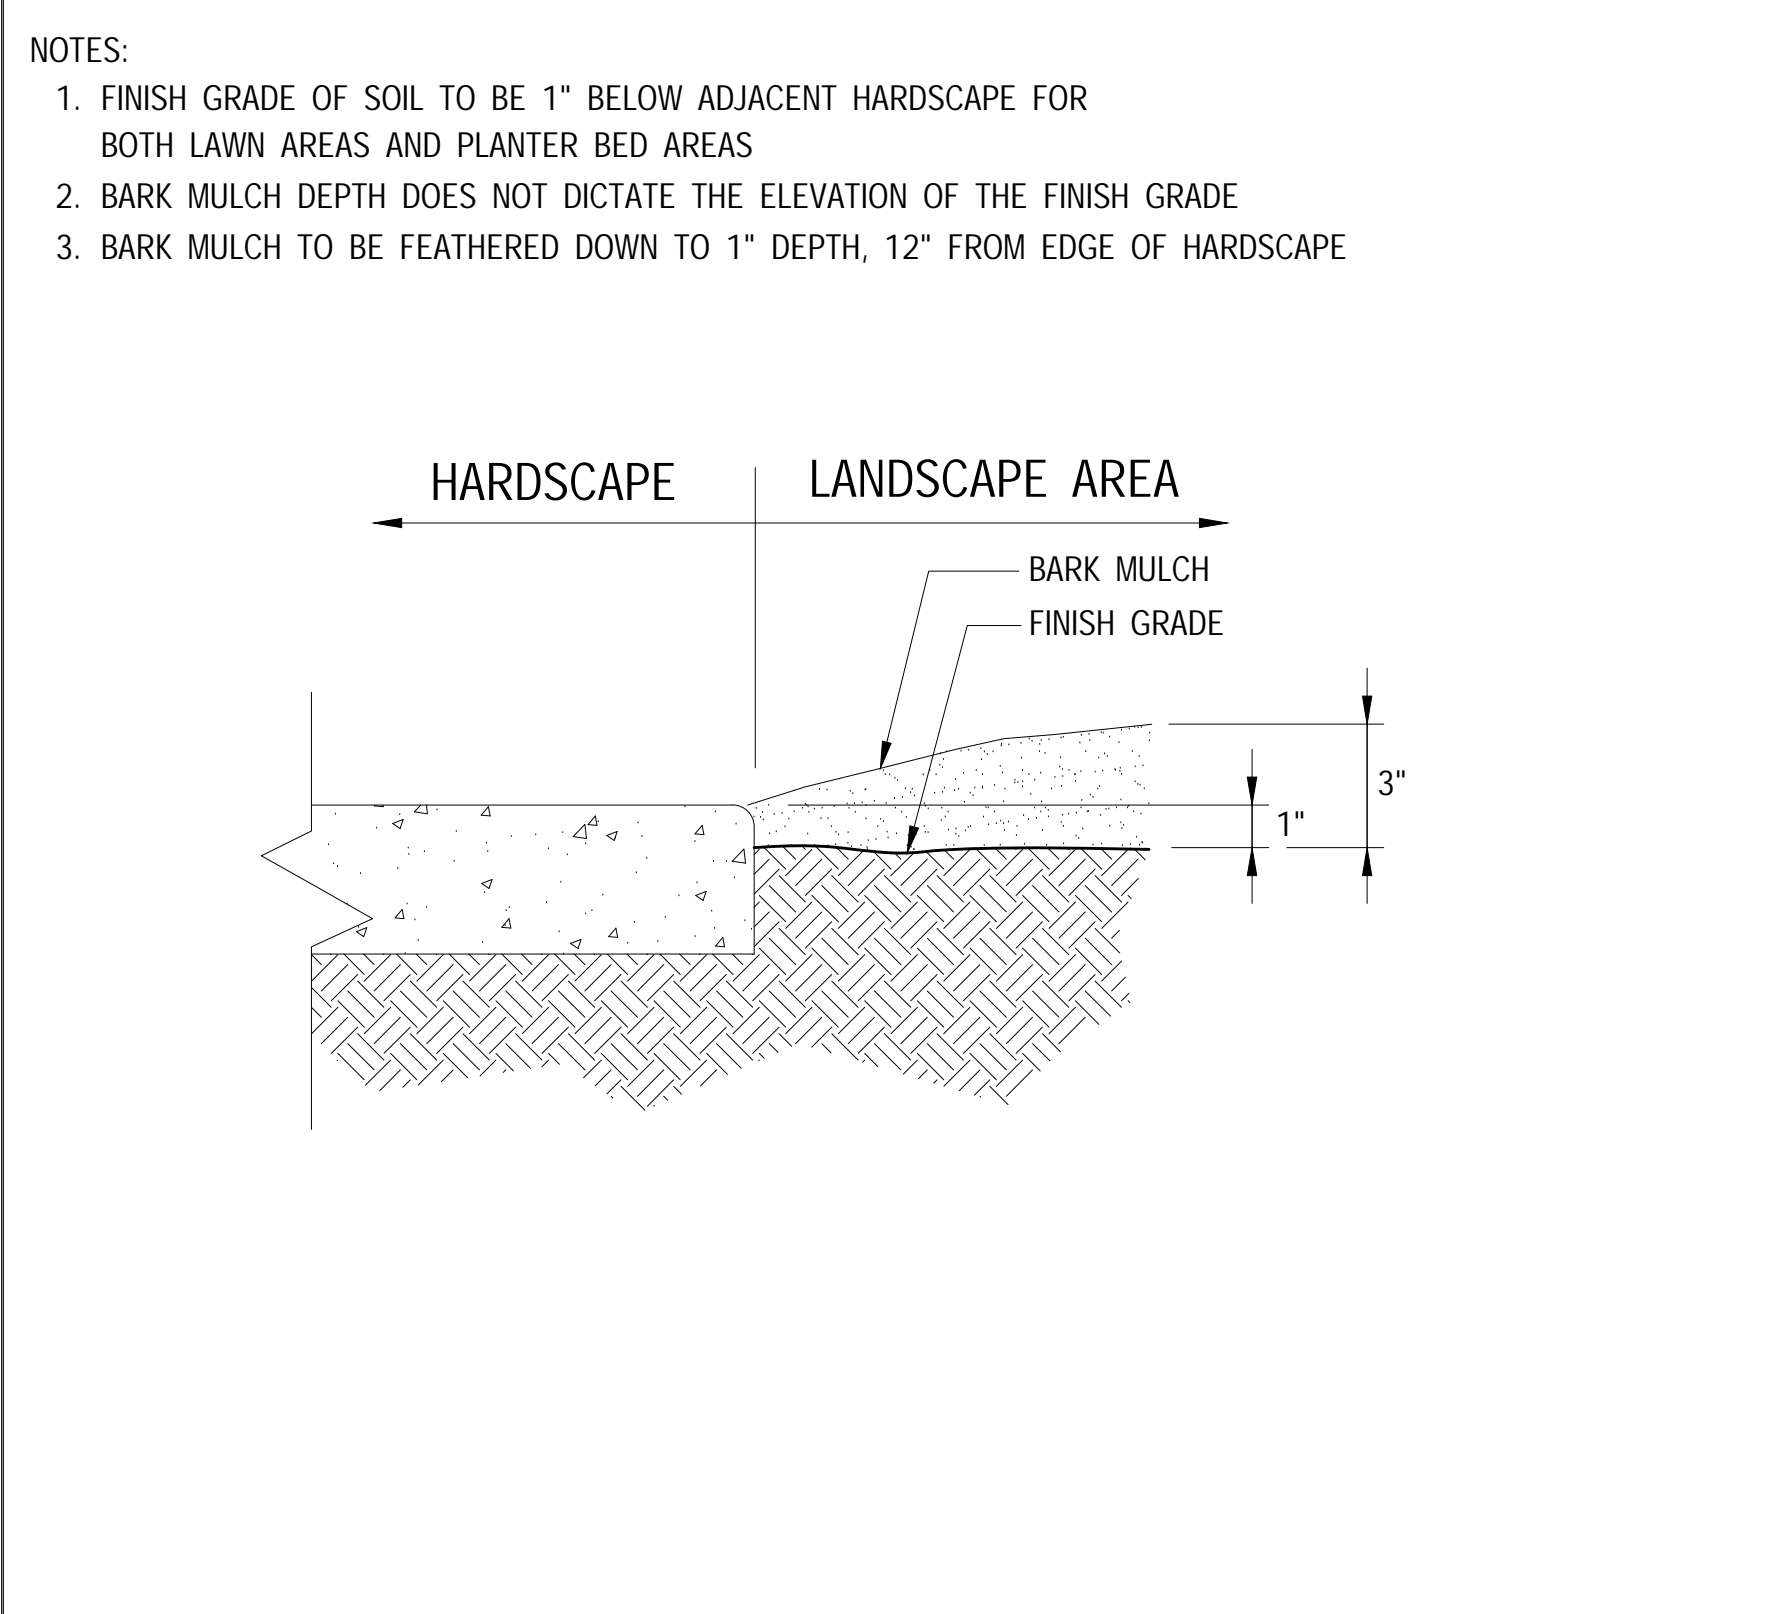 NOTES:
1. FINISH GRADE OF SOIL TO BE 1" BELOW ADJACENT HARDSCAPE FOR
BOTH LAWN AREAS AND PLANTER BED AREAS
2. BARK MULCH DEPTH DOES NOT DICTATE THE ELEVATION OF THE FINISH GRADE
3. BARK MULCH TO BE FEATHERED DOWN TO 1" DEPTH, 12" FROM EDGE OF HARDSCAPE
HARDSCAPE
LANDSCAPE AREA
BARK MULCH
FINISH GRADE
3"
1"